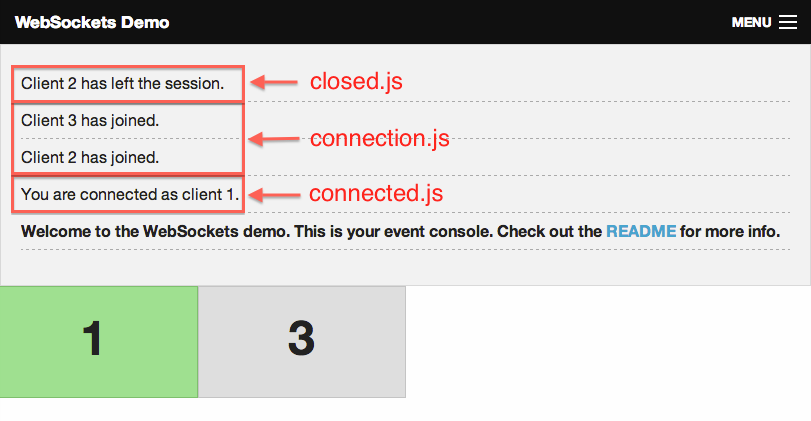 WebSockets Demo
MENU
Client 2 has left the session.
closed.js
Client 3 has joined.
connection.js
Client 2 has joined.
You are connected as client 1.
connected.js
Welcome to the WebSockets demo. This is your event console. Check out the README for more info.
1
3